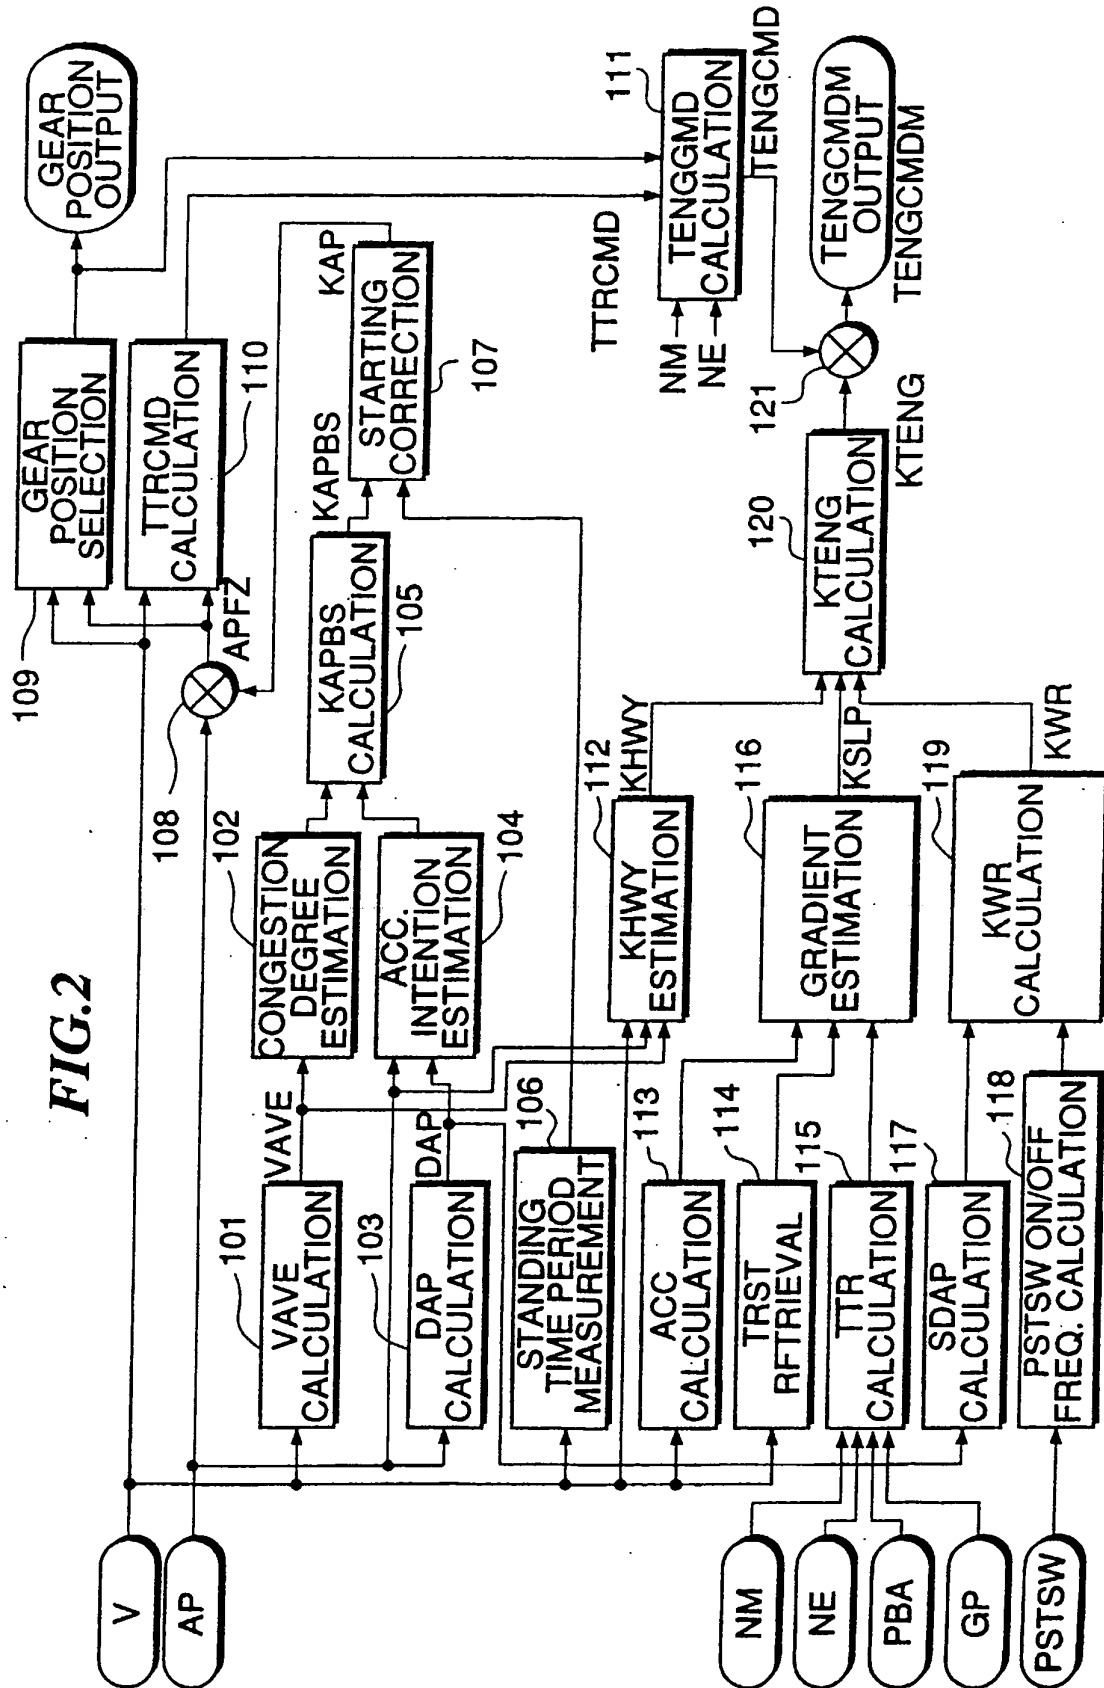 FIG.2
V
AP
NM
NE
PBA
GP
PSTSW
101
VAVE
CALCULATION
VAVE
103
DAP
CALCULATION
DAP
STANDING
TIME PERIOD
MEASUREMENT
106
ACC
CALCULATION
113
TRST
RFTRIEVAL
114
TTR
CALCULATION
115
SDAP
CALCULATION
117
PSTSW ON/OFF
FREQ. CALCULATION
118
CONGESTION
DEGREE
ESTIMATION
102
ACC.
INTENTION
ESTIMATION
104
KHWY
ESTIMATION
112
KHWY
GRADIENT
ESTIMATION
116
KSLP
KWR
CALCULATION
119
KWR
108
APFZ
KAPBS
CALCULATION
105
KAPBS
STARTING
CORRECTION
107
KAP
109
GEAR
POSITION
SELECTION
TTRCMD
CALCULATION
110
GEAR
POSITION
OUTPUT
TTRCMD
NM
NE
TENGGMD
CALCULATION
111
TENGCMD
120
KTENG
CALCULATION
KTENG
121
TENGCMDM
OUTPUT
TENGCMDM